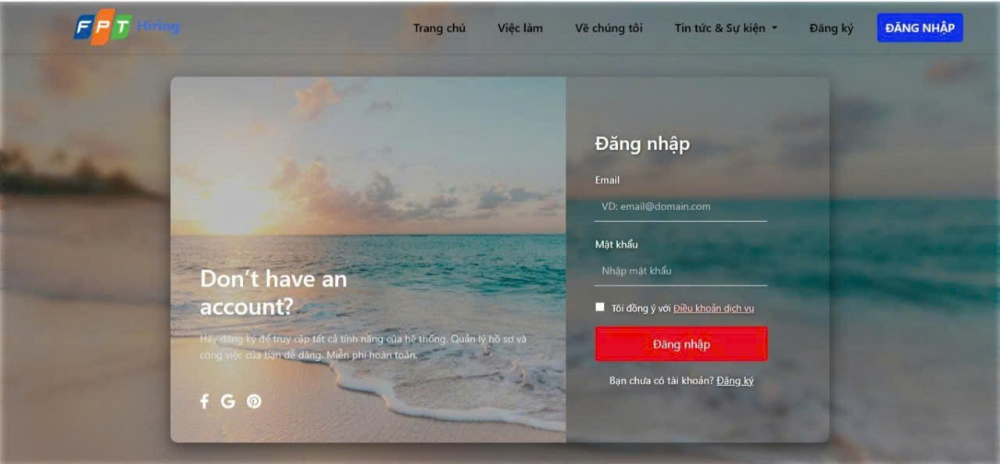 FPT Hiring
Trang chủ
Việc làm
Về chúng tôi
Tin tức & Sự kiện
Đăng ký
ĐĂNG NHẬP
Don't have an
account?
Hãy đăng ký để truy cập tất cả tính năng của hệ thống. Quản lý hồ sơ và
công việc của bạn dễ dàng. Miễn phí hoàn toàn.
Đăng nhập
Email
VD: email@domain.com
Mật khẩu
Nhập mật khẩu
Tôi đồng ý với Điều khoản dịch vu
Đăng nhập
Bạn chưa có tài khoản? Đăng ký